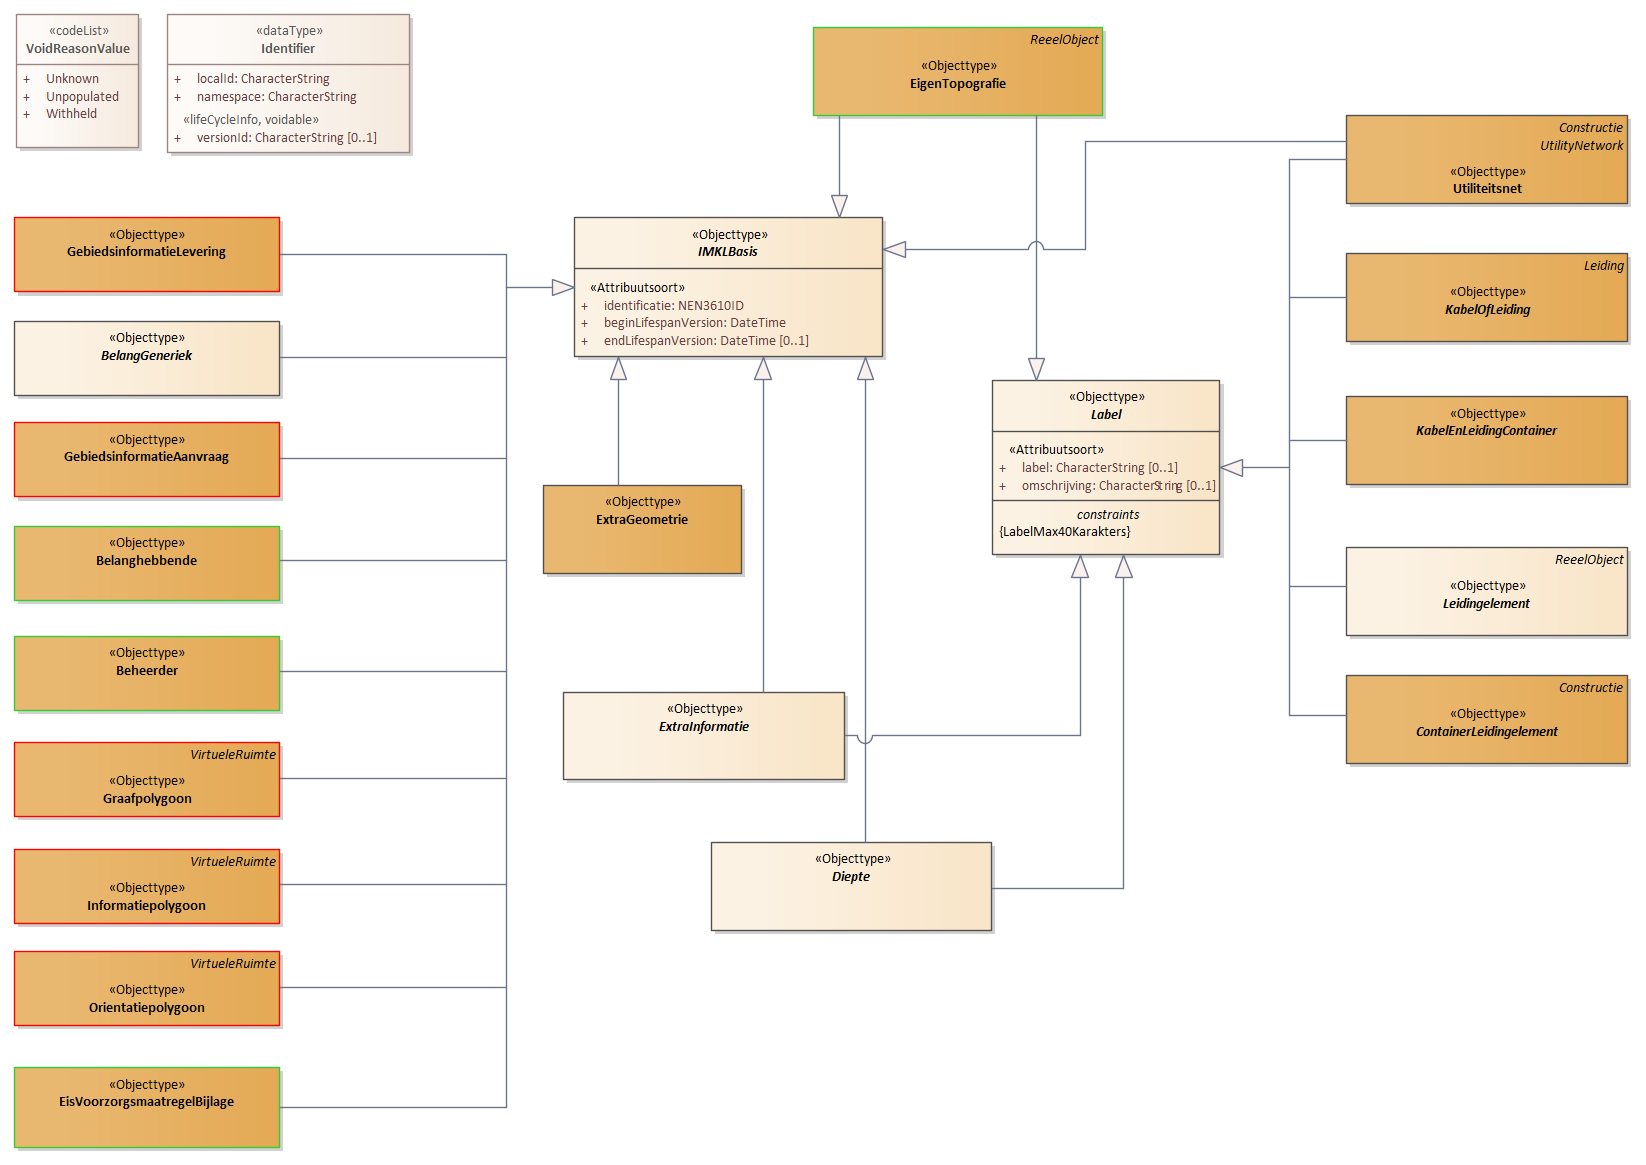 «codeList»
VoidReasonValue
+ Unknown
+ Unpopulated
+ Withheld
«dataType»
Identifier
+ localId: CharacterString
+ namespace: CharacterString
«lifeCycleInfo, voidable»
+ versionId: CharacterString [0..1]
ReeelObject
«Objecttype»
EigenTopografie
Constructie
UtilityNetwork
«Objecttype»
Utiliteitsnet
«Objecttype»
GebiedsinformatieLevering
«Objecttype»
IMKLBasis
«Attribuutsoort»
+ identificatie: NEN3610ID
+ beginLifespanVersion: DateTime
+ endLifespanVersion: DateTime [0..1]
Leiding
«Objecttype»
KabelOfLeiding
«Objecttype»
BelangGeneriek
«Objecttype»
Label
«Attribuutsoort»
+ label: CharacterString [0..1]
+ omschrijving: CharacterString [0..1]
constraints
{LabelMax40Karakters}
«Objecttype»
KabelEnLeidingContainer
«Objecttype»
GebiedsinformatieAanvraag
«Objecttype»
ExtraGeometrie
«Objecttype»
Belanghebbende
ReeelObject
«Objecttype»
Leidingelement
«Objecttype»
Beheerder
«Objecttype»
ExtraInformatie
Constructie
«Objecttype»
ContainerLeidingelement
VirtueleRuimte
«Objecttype»
Graafpolygoon
VirtueleRuimte
«Objecttype»
Informatiepolygoon
«Objecttype»
Diepte
VirtueleRuimte
«Objecttype»
Orientatiepolygoon
«Objecttype»
EisVoorzorgsmaatregelBijlage